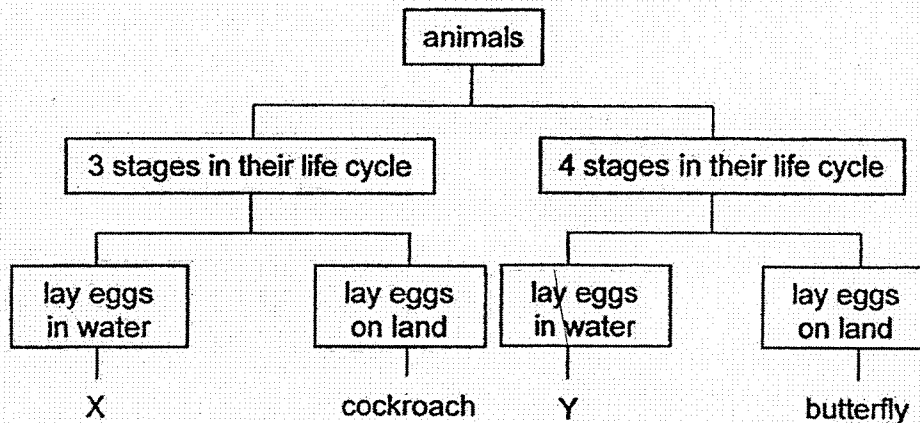 animals
3 stages in their life cycle
4 stages in their life cycle
lay eggs
in water
lay eggs
on land
lay eggs
in water
lay eggs
on land
X
cockroach
Y
butterfly